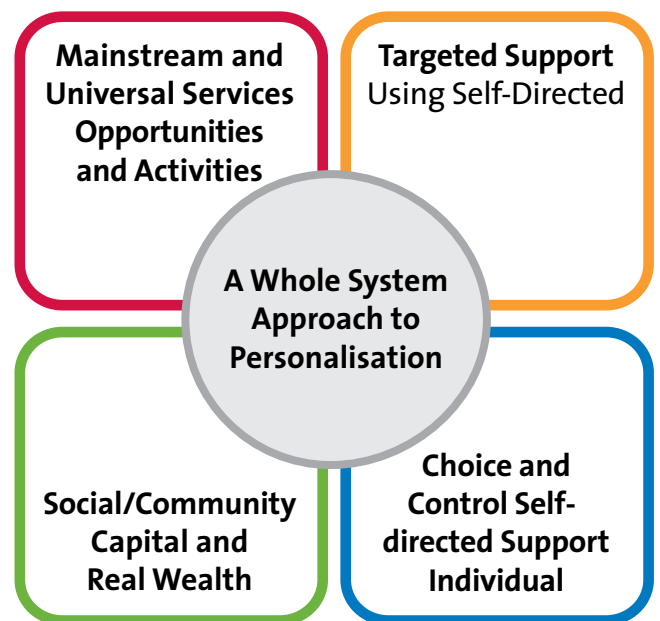 Mainstream and
Universal Services
Opportunities
and Activities
Targeted Support
Using Self-Directed
A Whole System
Approach to
Personalisation
Social/Community
Capital and
Real Wealth
Choice and
Control Self-
directed Support
Individual